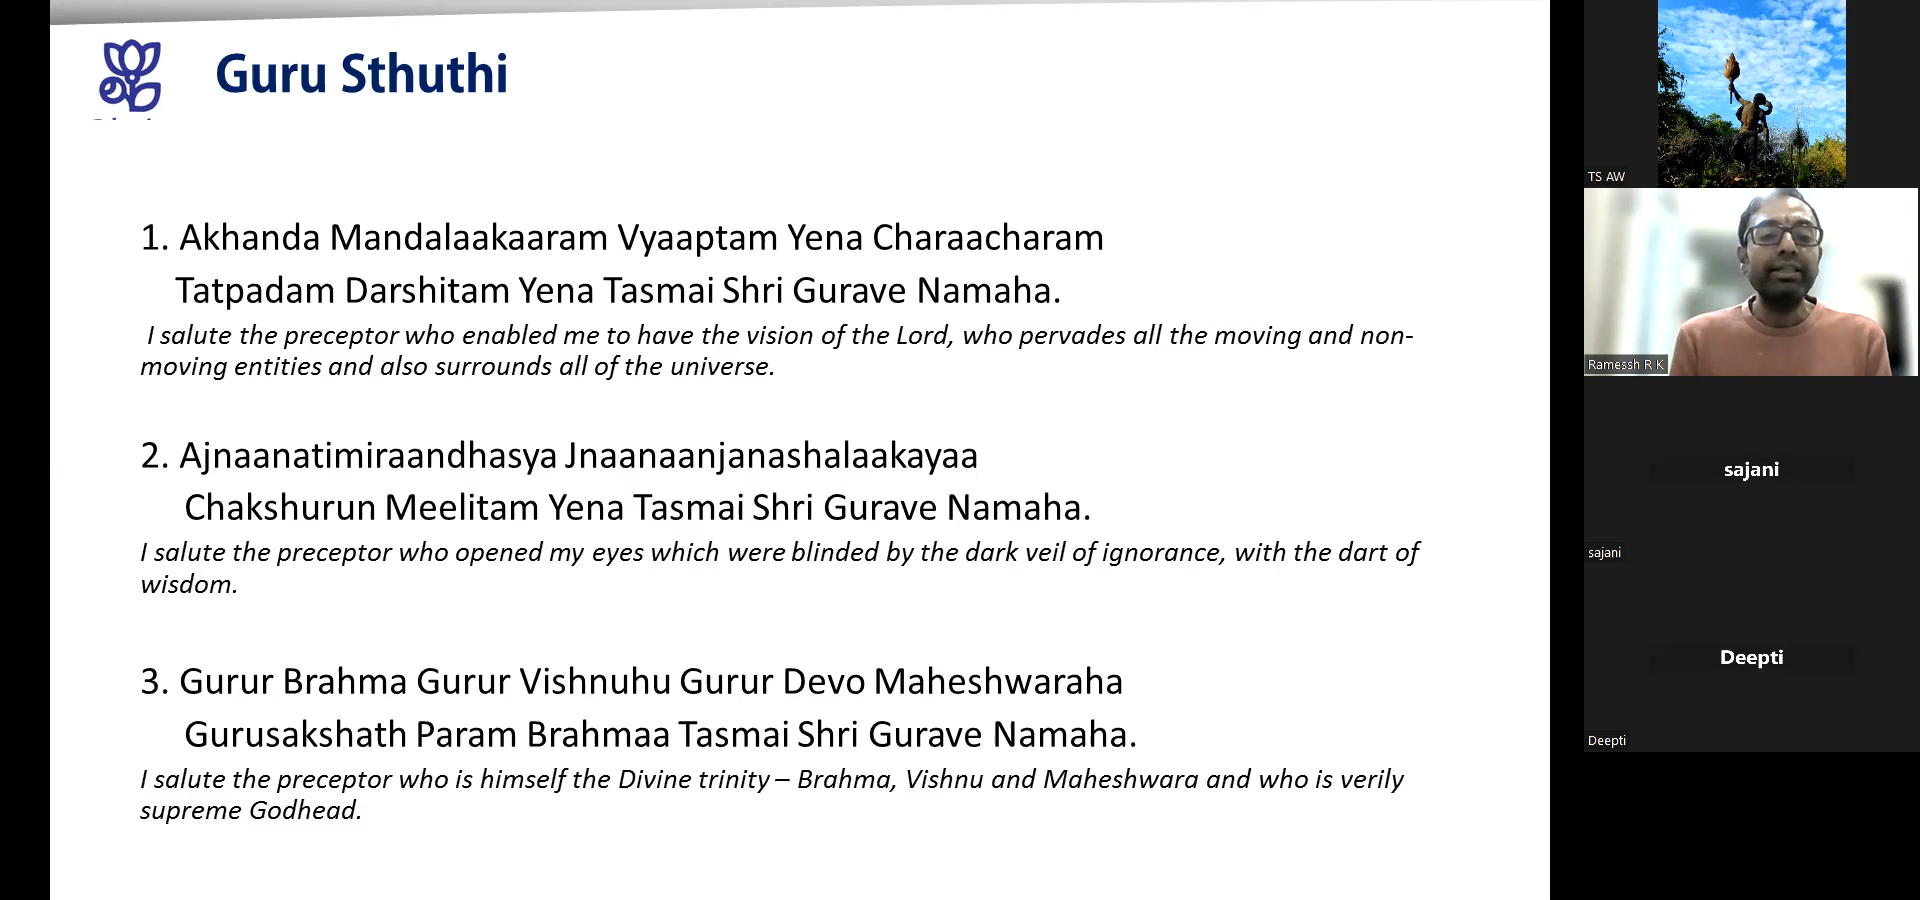 Guru Sthuthi
1. Akhanda Mandalaakaaram Vyaaptam Yena Charaacharam
Tatpadam Darshitam Yena Tasmai Shri Gurave Namaha.
I salute the preceptor who enabled me to have the vision of the Lord, who pervades all the moving and non-
moving entities and also surrounds all of the universe.
2. Ajnaanatimiraandhasya Jnaanaanjanashalaakayaa
Chakshurun Meelitam Yena Tasmai Shri Gurave Namaha.
I salute the preceptor who opened my eyes which were blinded by the dark veil of ignorance, with the dart of
wisdom.
3. Gurur Brahma Gurur Vishnuhu Gurur Devo Maheshwaraha
Gurusakshath Param Brahmaa Tasmai Shri Gurave Namaha.
I salute the preceptor who is himself the Divine trinity – Brahma, Vishnu and Maheshwara and who is verily
supreme Godhead.
TS AW
Ramessh R K
sajani
sajani
Deepti
Deepti